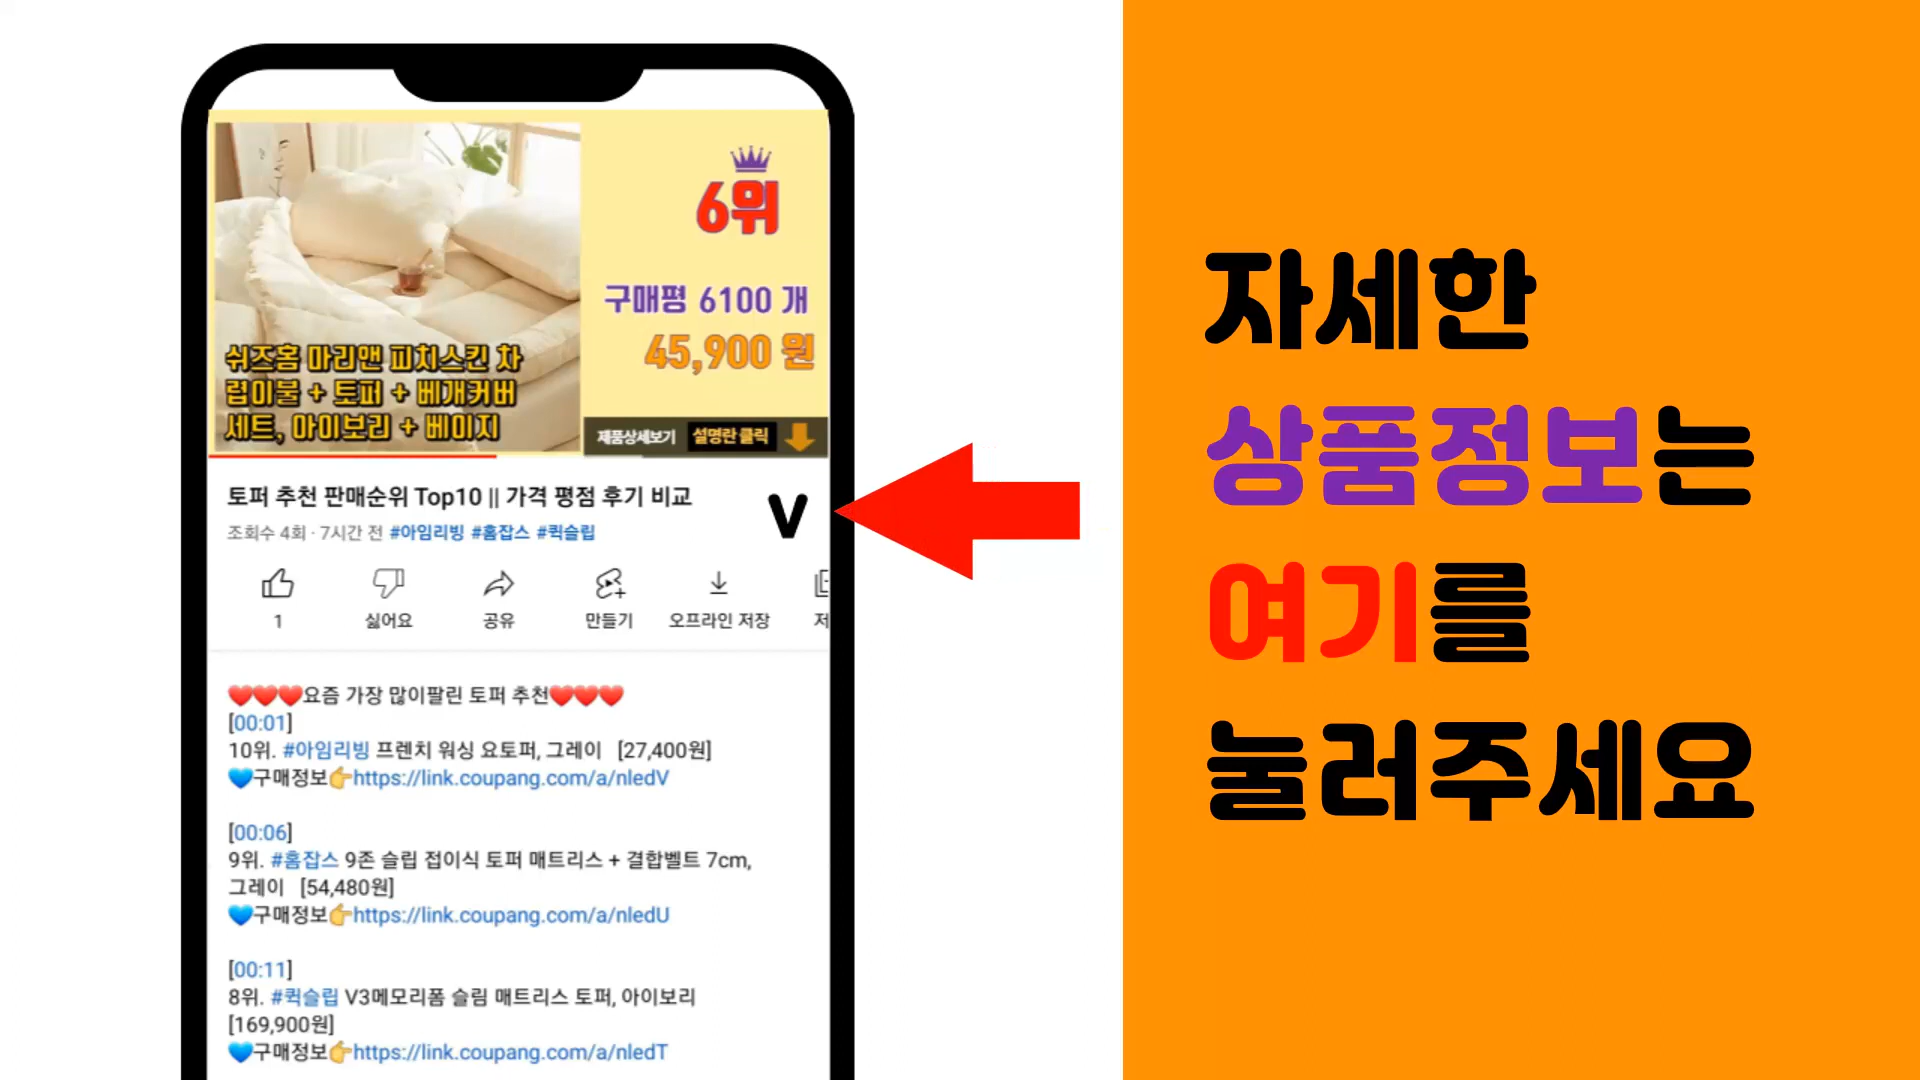 6위
구매평 6100 개
45,900 원
쉬즈홈 마리앤 피치스킨 차
렵이불 + 토퍼 + 베개커버
세트, 아이보리 + 베이지
제품상세보기 설명란 클릭
토퍼 추천 판매순위 Top10 || 가격 평점 후기 비교
V
조회수 4회 · 7시간 전 #아임리빙 #홈잡스 #퀵슬립
1 싫어요 공유 만들기 오프라인 저장 저
❤❤❤요즘 가장 많이팔린 토퍼 추천❤❤❤
[00:01]
10위. #아임리빙 프렌치 워싱 요토퍼, 그레이 [27,400원]
💙구매정보👉https://link.coupang.com/a/nledV
[00:06]
9위. #홈잡스 9존 슬립 접이식 토퍼 매트리스 + 결합벨트 7cm,
그레이 [54,480원]
💙구매정보👉https://link.coupang.com/a/nledU
[00:11]
8위. #퀵슬립 V3메모리폼 슬림 매트리스 토퍼, 아이보리
[169,900원]
💙구매정보👉https://link.coupang.com/a/nledT
자세한
상품정보는
여기를
눌러주세요